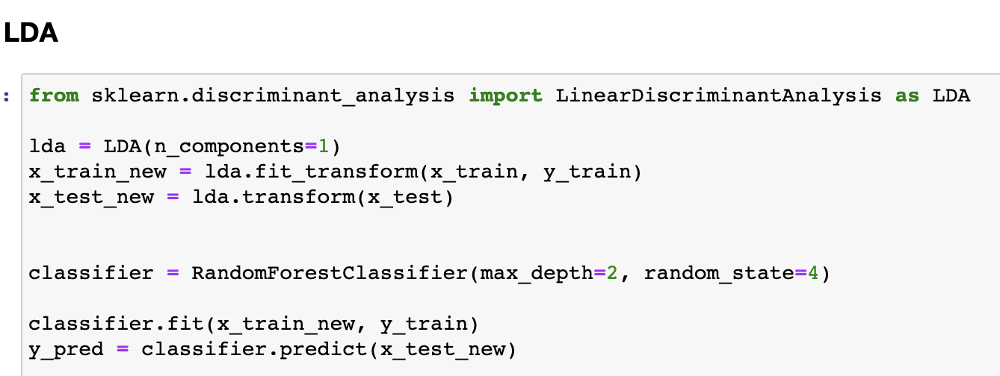 LDA
:
from sklearn.discriminant_analysis import LinearDiscriminantAnalysis as LDA
lda = LDA(n_components=1)
x_train_new = lda.fit_transform(x_train, y_train)
x_test_new = lda.transform(x_test)
classifier = RandomForestClassifier(max_depth=2, random_state=4)
classifier.fit(x_train_new, y_train)
y_pred = classifier.predict(x_test_new)